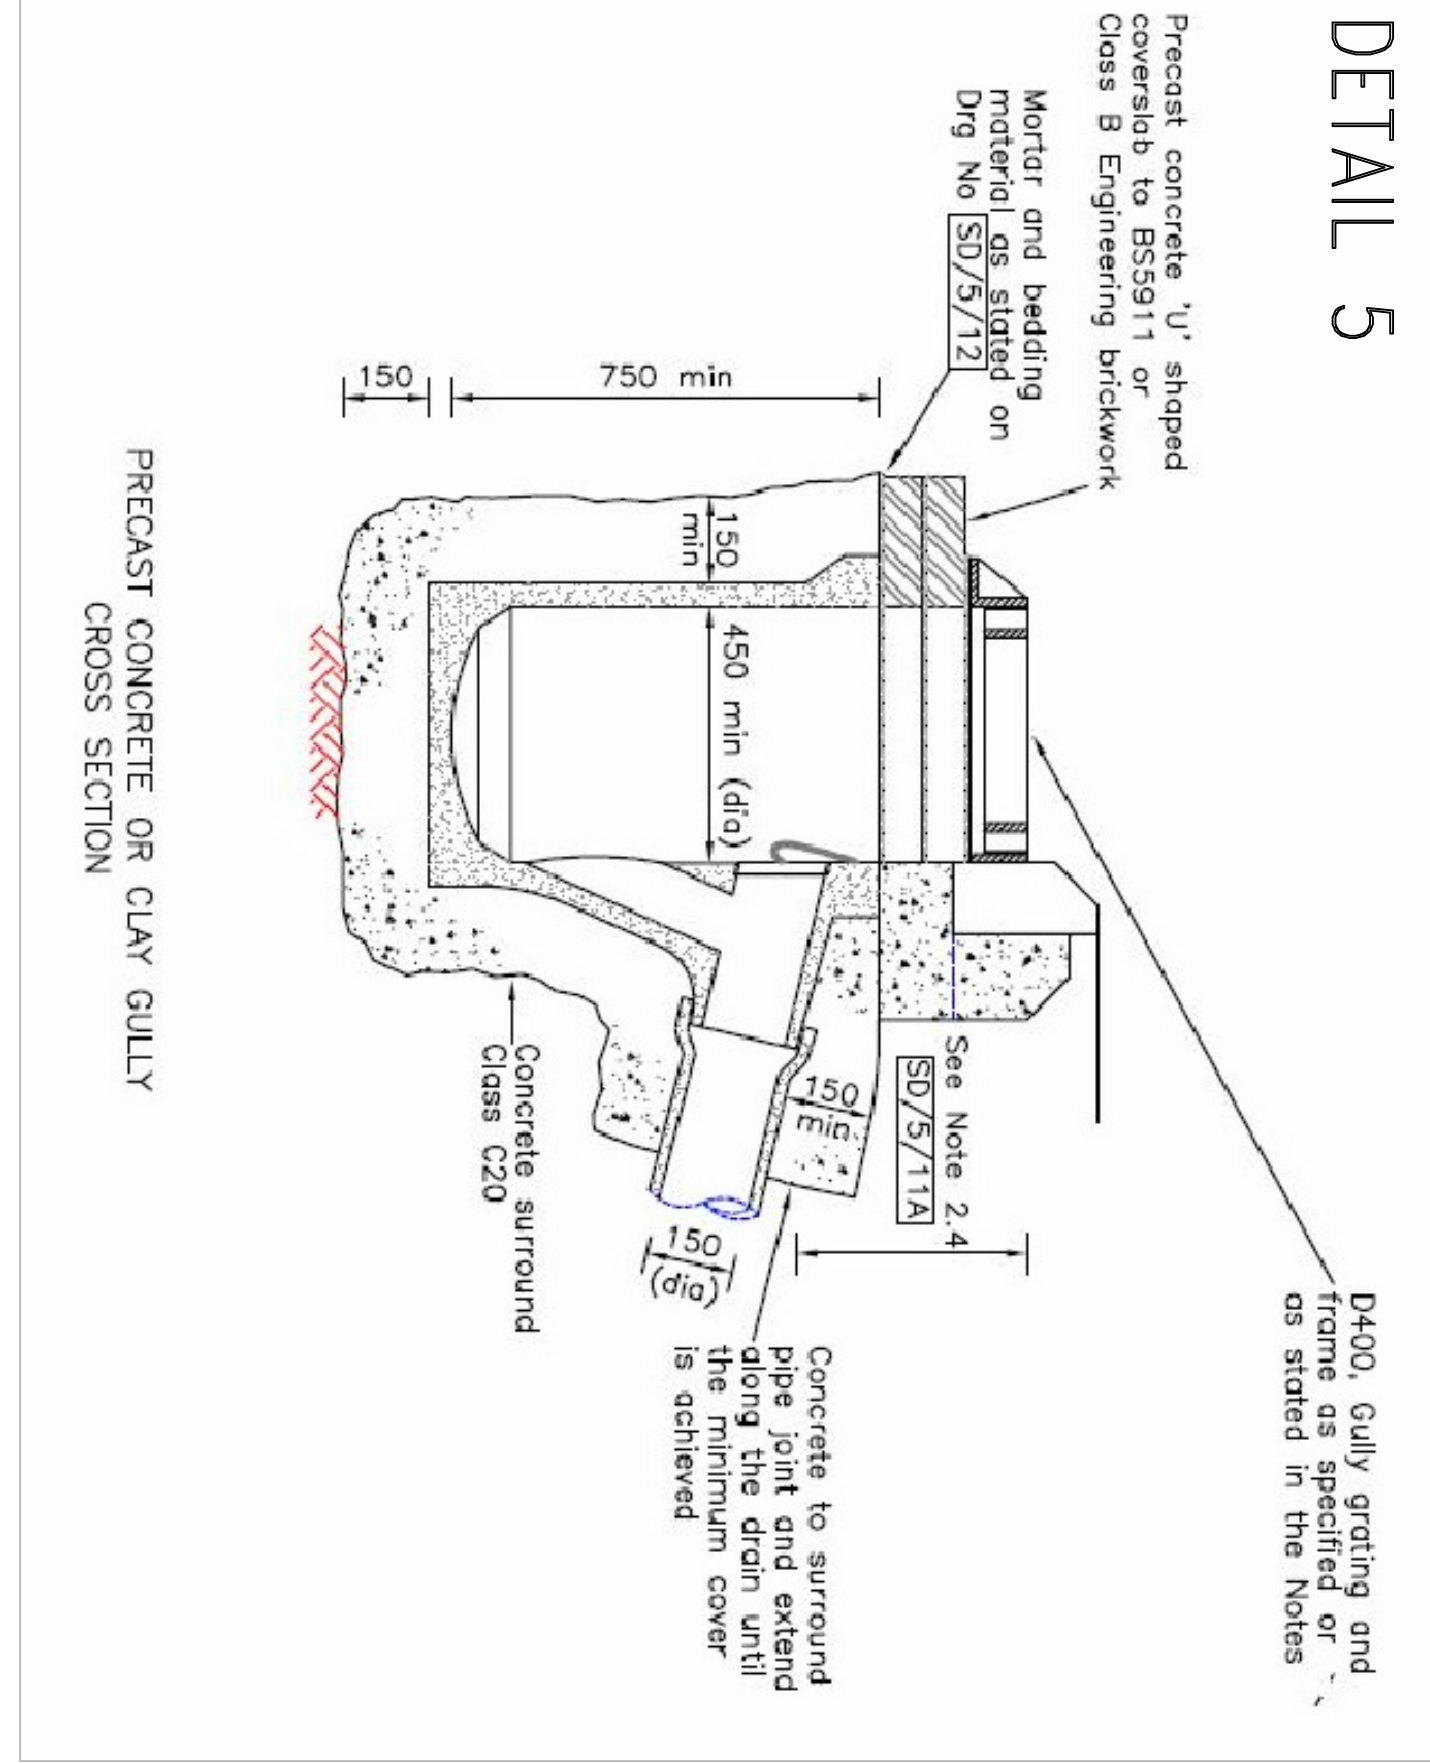 DETAIL 5
Precast concrete 'U' shaped
coverslab to BS5911 or
Class B Engineering brickwork
Mortar and bedding
material as stated on
Drg No SD/5/12
D400, Gully grating and
frame as specified or
as stated in the Notes
750 min
150
150
min
450 min (dia)
See Note 2.4
SD/5/11A
150
min
150
(dia)
Concrete to surround
pipe joint and extend
along the drain until
the minimum cover
is achieved
Concrete surround
Class C20
PRECAST CONCRETE OR CLAY GULLY
CROSS SECTION